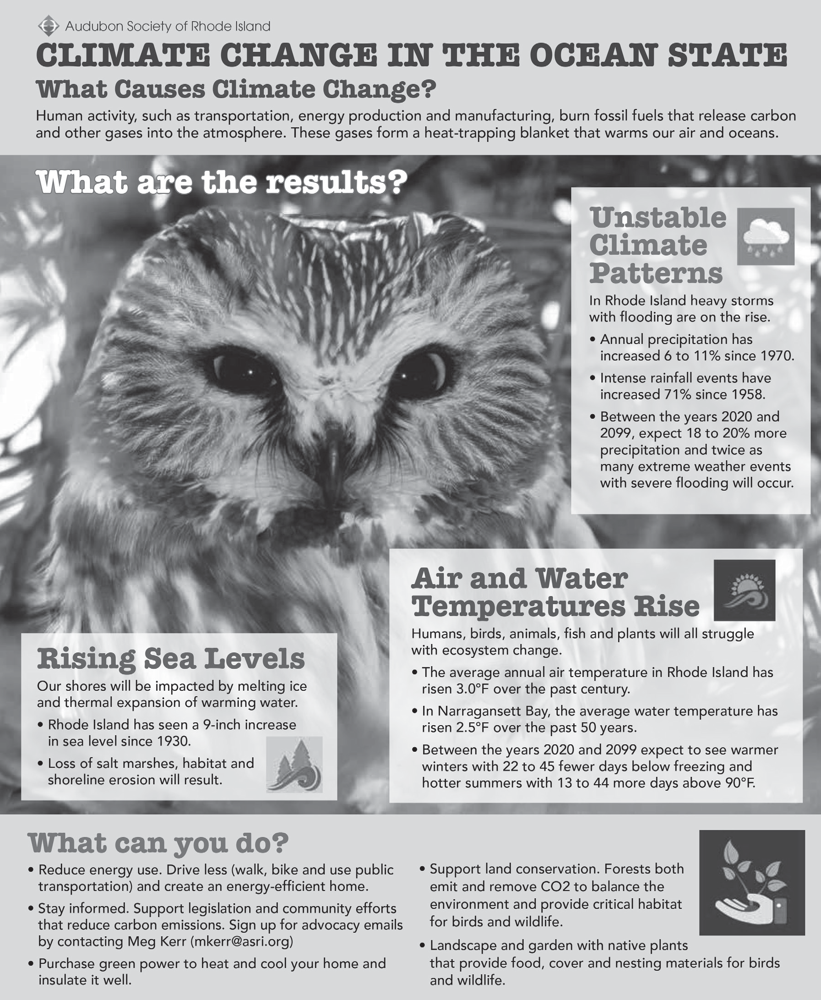 Audubon Society of Rhode Island
CLIMATE CHANGE IN THE OCEAN STATE
What Causes Climate Change?
Human activity, such as transportation, energy production and manufacturing, burn fossil fuels that release carbon
and other gases into the atmosphere. These gases form a heat-trapping blanket that warms our air and oceans.
What are the results?
Unstable
Climate
Patterns
In Rhode Island heavy storms
with flooding are on the rise.
• Annual precipitation has
increased 6 to 11% since 1970.
• Intense rainfall events have
increased 71% since 1958.
• Between the years 2020 and
2099, expect 18 to 20% more
precipitation and twice as
many extreme weather events
with severe flooding will occur.
Air and Water
Temperatures Rise
Humans, birds, animals, fish and plants will all struggle
with ecosystem change.
• The average annual air temperature in Rhode Island has
risen 3.0°F over the past century.
• In Narragansett Bay, the average water temperature has
risen 2.5°F over the past 50 years.
• Between the years 2020 and 2099 expect to see warmer
winters with 22 to 45 fewer days below freezing and
hotter summers with 13 to 44 more days above 90°F.
Rising Sea Levels
Our shores will be impacted by melting ice
and thermal expansion of warming water.
• Rhode Island has seen a 9-inch increase
in sea level since 1930.
• Loss of salt marshes, habitat and
shoreline erosion will result.
What can you do?
• Reduce energy use. Drive less (walk, bike and use public
transportation) and create an energy-efficient home.
• Stay informed. Support legislation and community efforts
that reduce carbon emissions. Sign up for advocacy emails
by contacting Meg Kerr (mkerr@asri.org)
• Purchase green power to heat and cool your home and
insulate it well.
• Support land conservation. Forests both
emit and remove CO2 to balance the
environment and provide critical habitat
for birds and wildlife.
• Landscape and garden with native plants
that provide food, cover and nesting materials for birds
and wildlife.